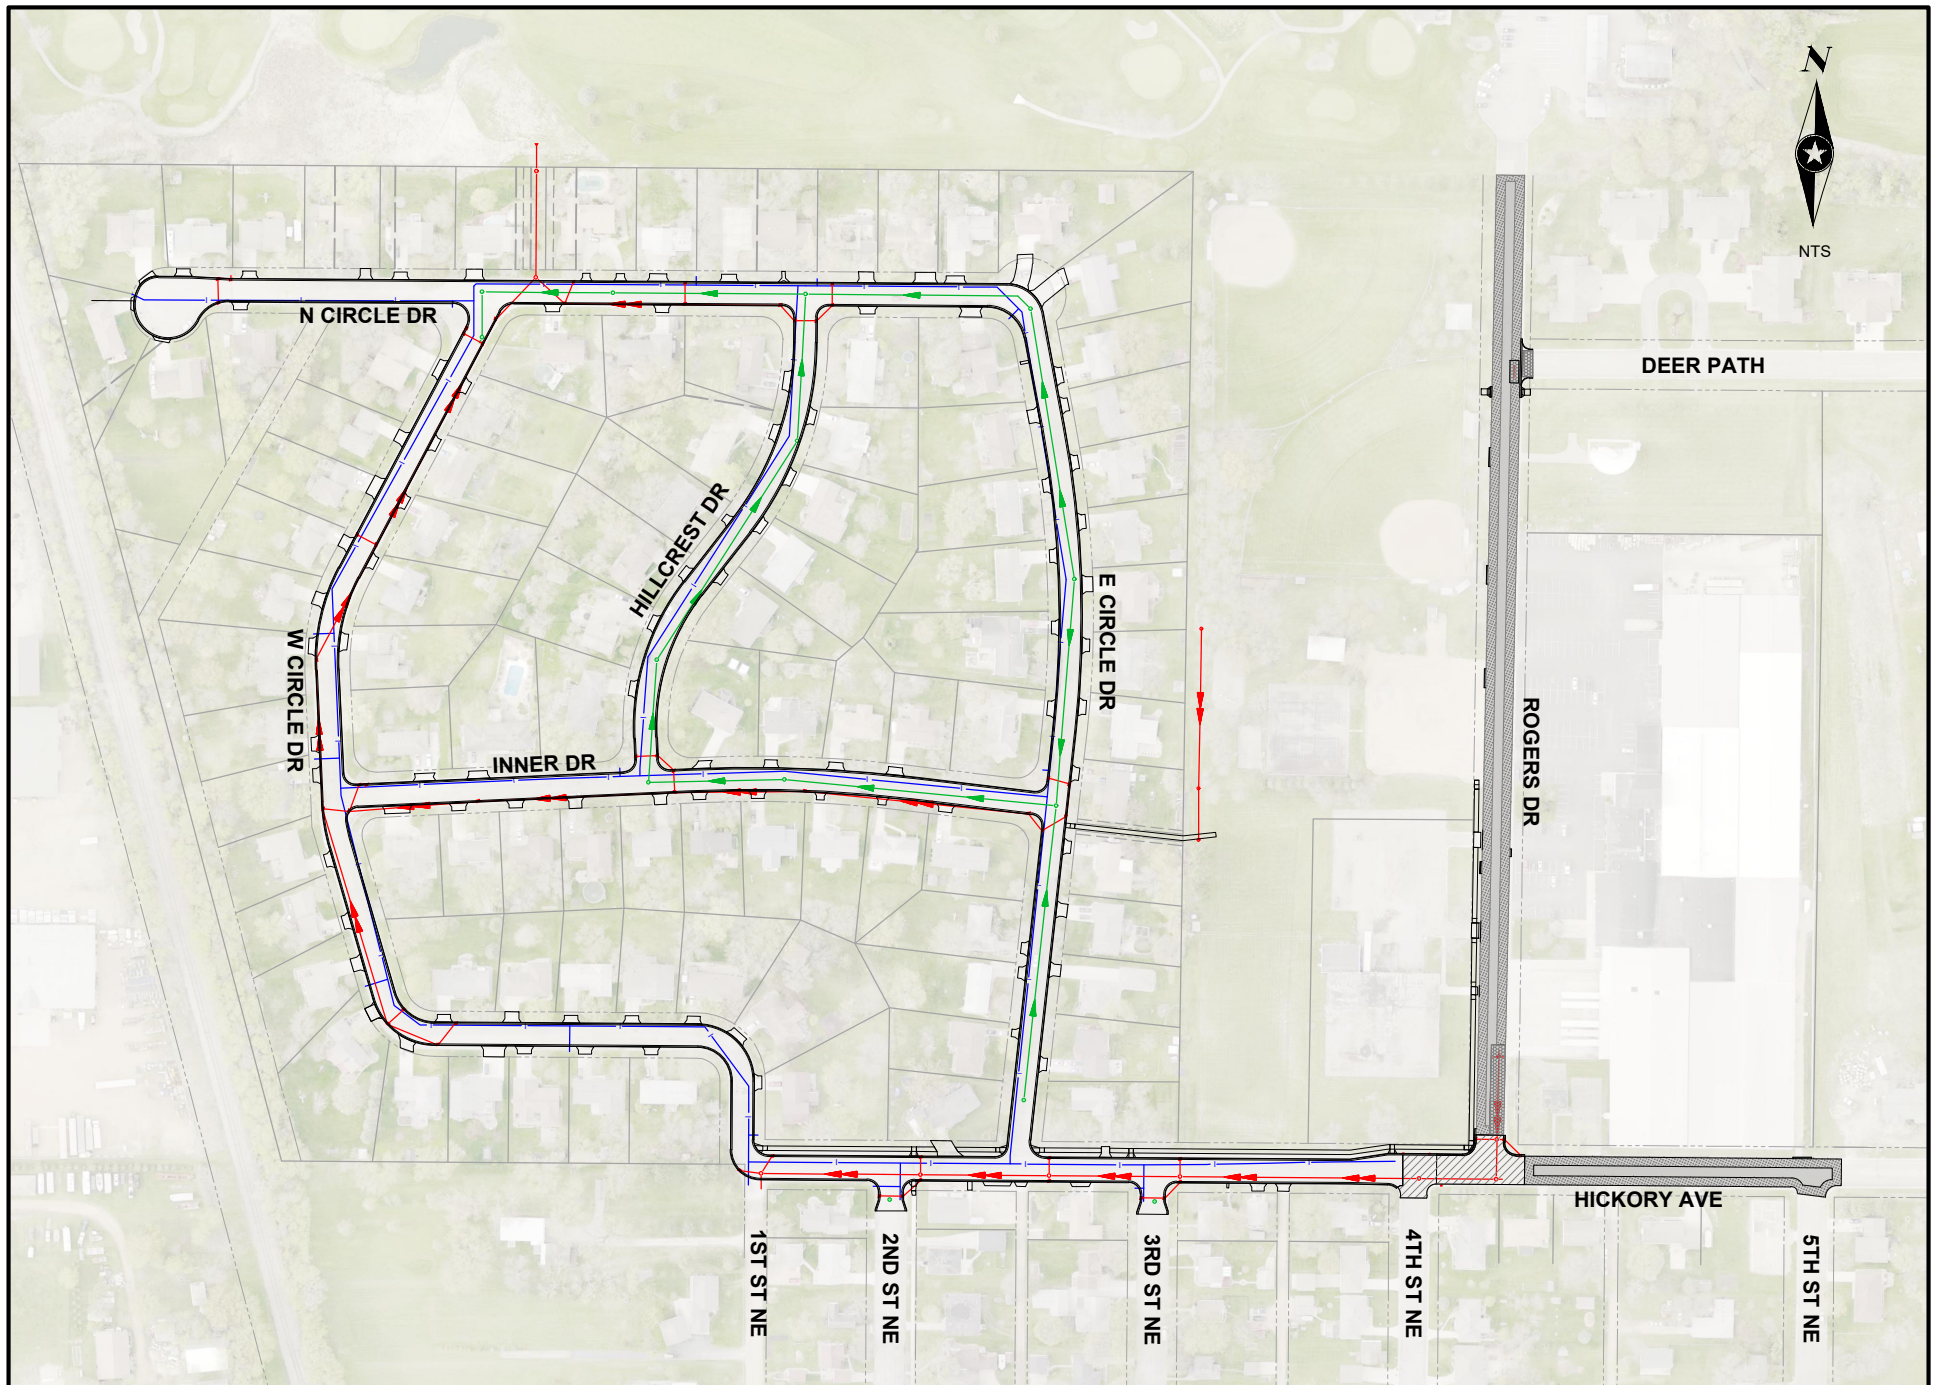 N
NTS
N CIRCLE DR
DEER PATH
HILLCREST DR
E CIRCLE DR
W CIRCLE DR
ROGERS DR
INNER DR
HICKORY AVE
1ST ST NE
2ND ST NE
3RD ST NE
4TH ST NE
5TH ST NE